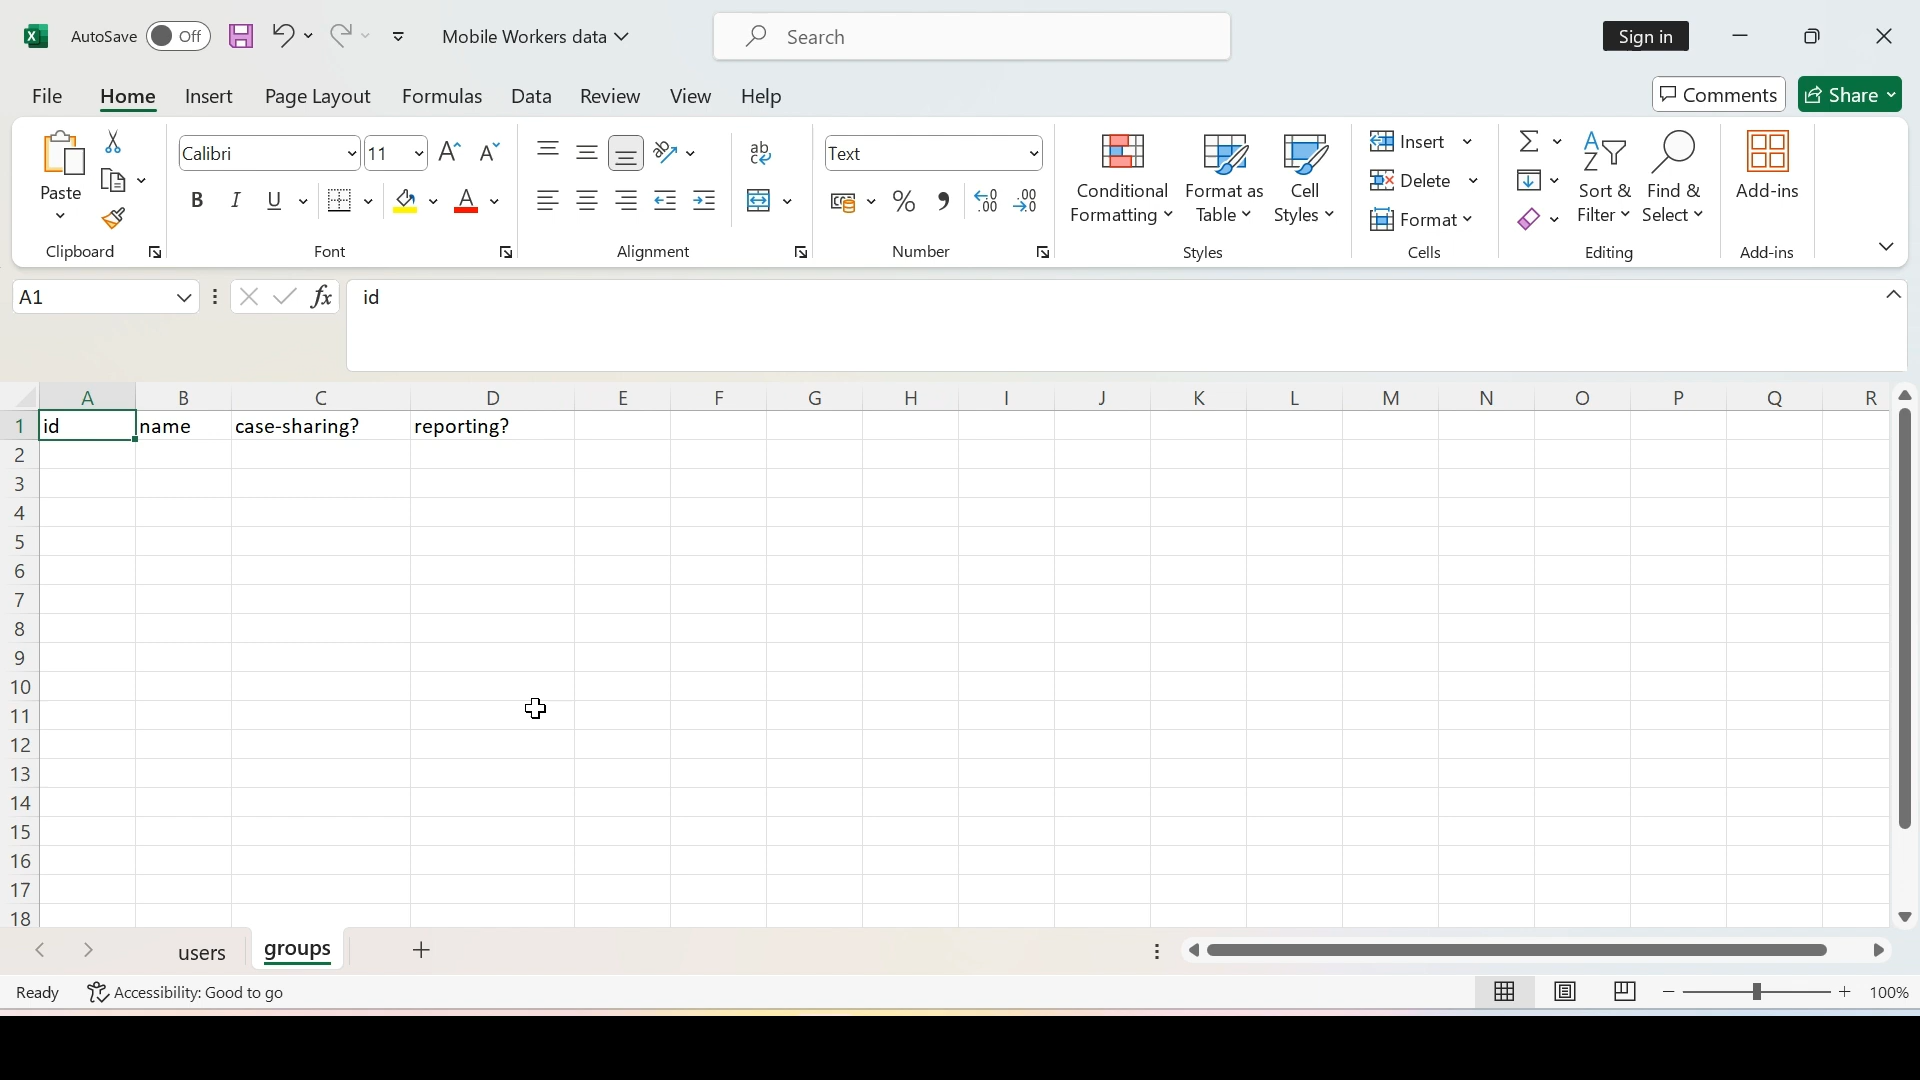 AutoSave Off Mobile Workers data Search Sign in
File Home Insert Page Layout Formulas Data Review View Help Comments Share
Paste
Clipboard
Calibri 11
B I U A
Font
ab
Alignment
Text
% , .00 .00
Number
Conditional Formatting
Format as Table
Cell Styles
Styles
Insert
Delete
Format
Cells
Sort & Filter
Find & Select
Editing
Add-ins
Add-ins
A1 fx id
A B C D E F G H I J K L M N O P Q R
1 id name case-sharing? reporting?
2
3
4
5
6
7
8
9
10
11
12
13
14
15
16
17
18
users groups
Ready Accessibility: Good to go 100%